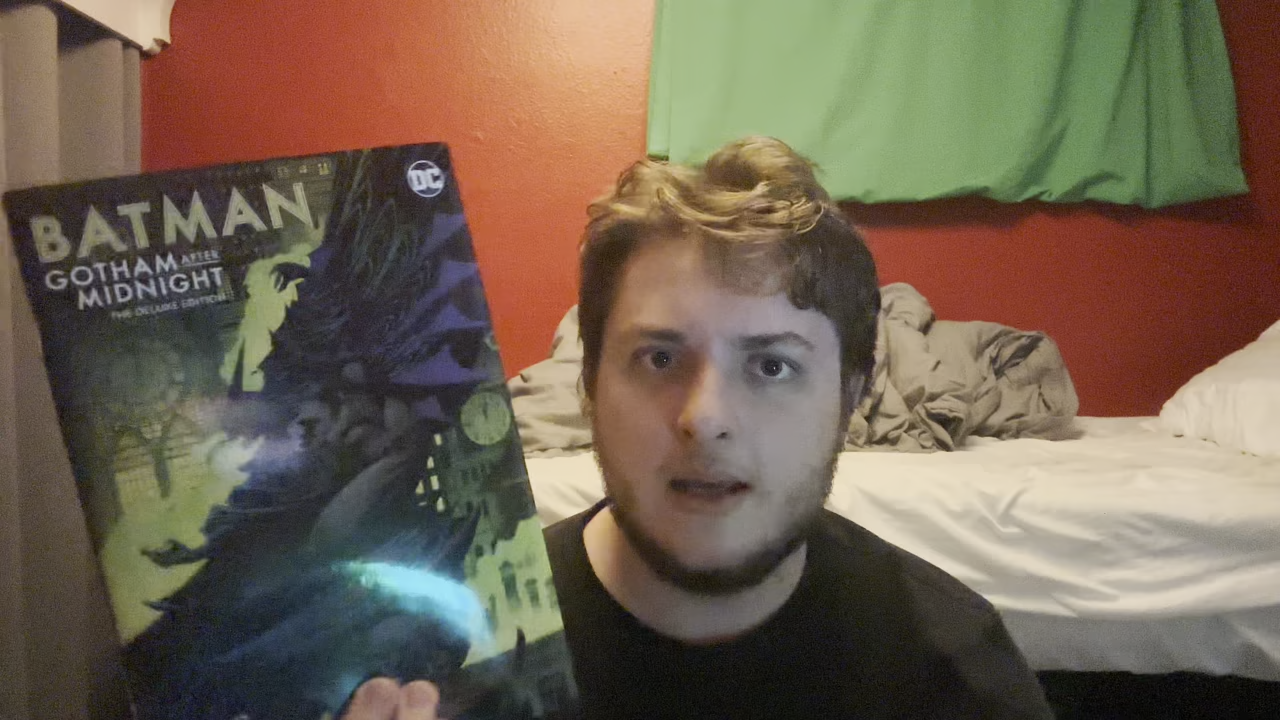 DC
BATMAN
GOTHAM AFTER
MIDNIGHT
THE DELUXE EDITION